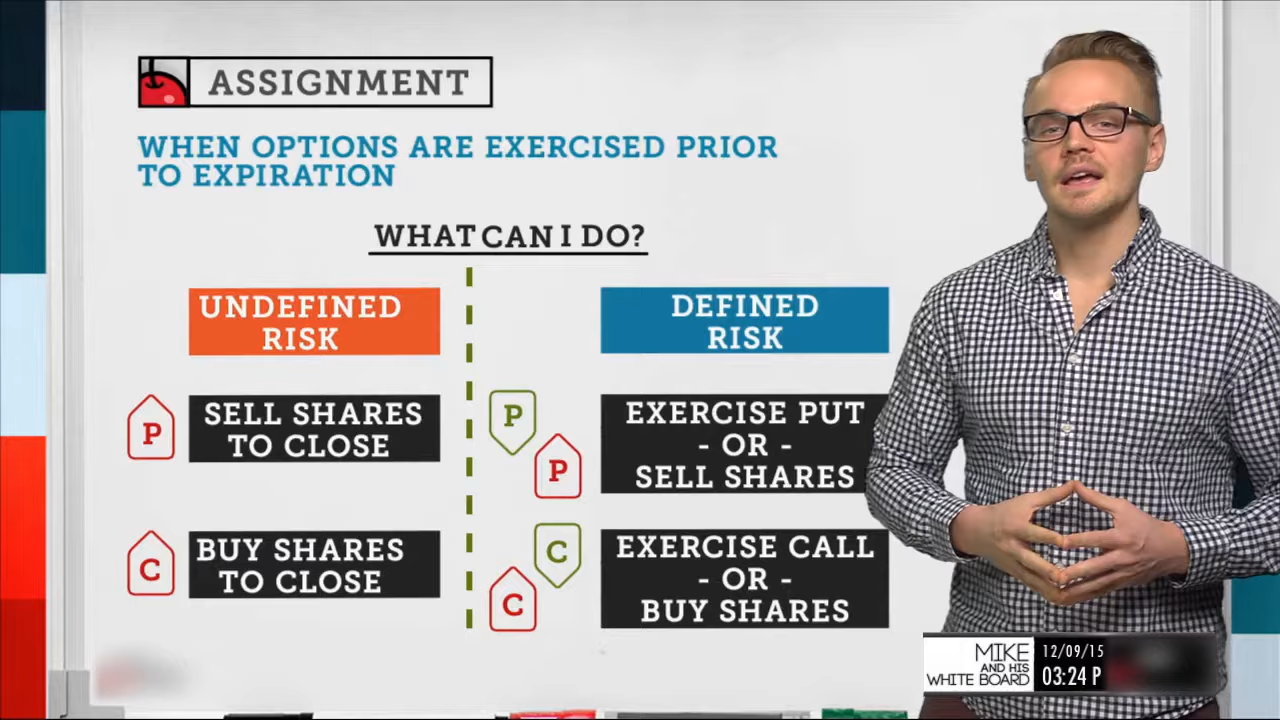 ASSIGNMENT
WHEN OPTIONS ARE EXERCISED PRIOR
TO EXPIRATION
WHAT CAN I DO?
UNDEFINED
RISK
DEFINED
RISK
P
SELL SHARES
TO CLOSE
P
P
EXERCISE PUT
- OR -
SELL SHARES
C
BUY SHARES
TO CLOSE
C
C
EXERCISE CALL
- OR -
BUY SHARES
MIKE
AND HIS
WHITE BOARD
12/09/15
03:24 P